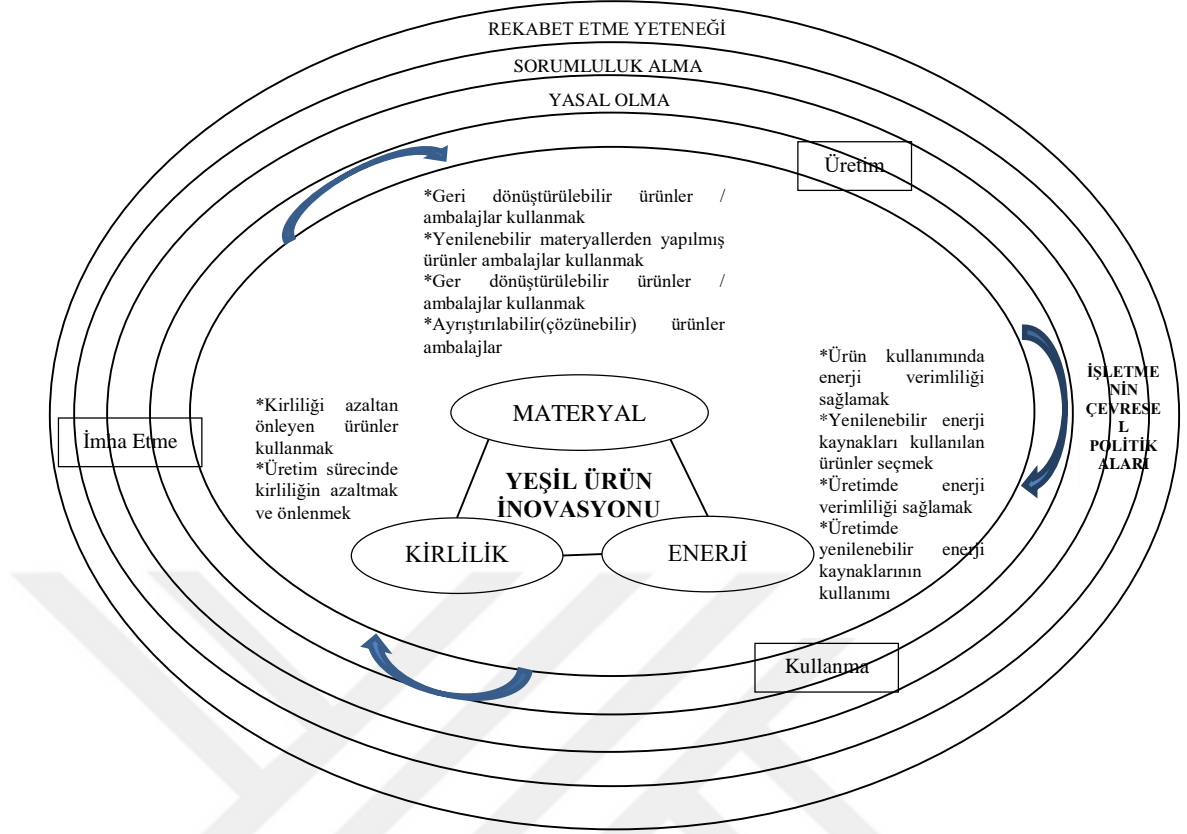 REKABET ETME YETENEĞİ
SORUMLULUK ALMA
YASAL OLMA
Üretim
*Geri dönüştürülebilir ürünler /
ambalajlar kullanmak
*Yenilenebilir materyallerden yapılmış
ürünler ambalajlar kullanmak
*Ger dönüştürülebilir ürünler /
ambalajlar kullanmak
*Ayrıştırılabilir(çözünebilir) ürünler
ambalajlar
*Ürün kullanımında
enerji verimliliği
sağlamak
*Yenilenebilir enerji
kaynakları kullanılan
ürünler seçmek
*Üretimde enerji
verimliliği sağlamak
*Üretimde
yenilenebilir enerji
kaynaklarının
kullanımı
İŞLETME
NİN
ÇEVRESE
L
POLİTİK
ALARI
*Kirliliği azaltan
önleyen ürünler
kullanmak
*Üretim sürecinde
kirliliğin azaltmak
ve önlenmek
İmha Etme
MATERYAL
YEŞİL ÜRÜN
İNOVASYONU
KİRLİLİK
ENERJİ
Kullanma